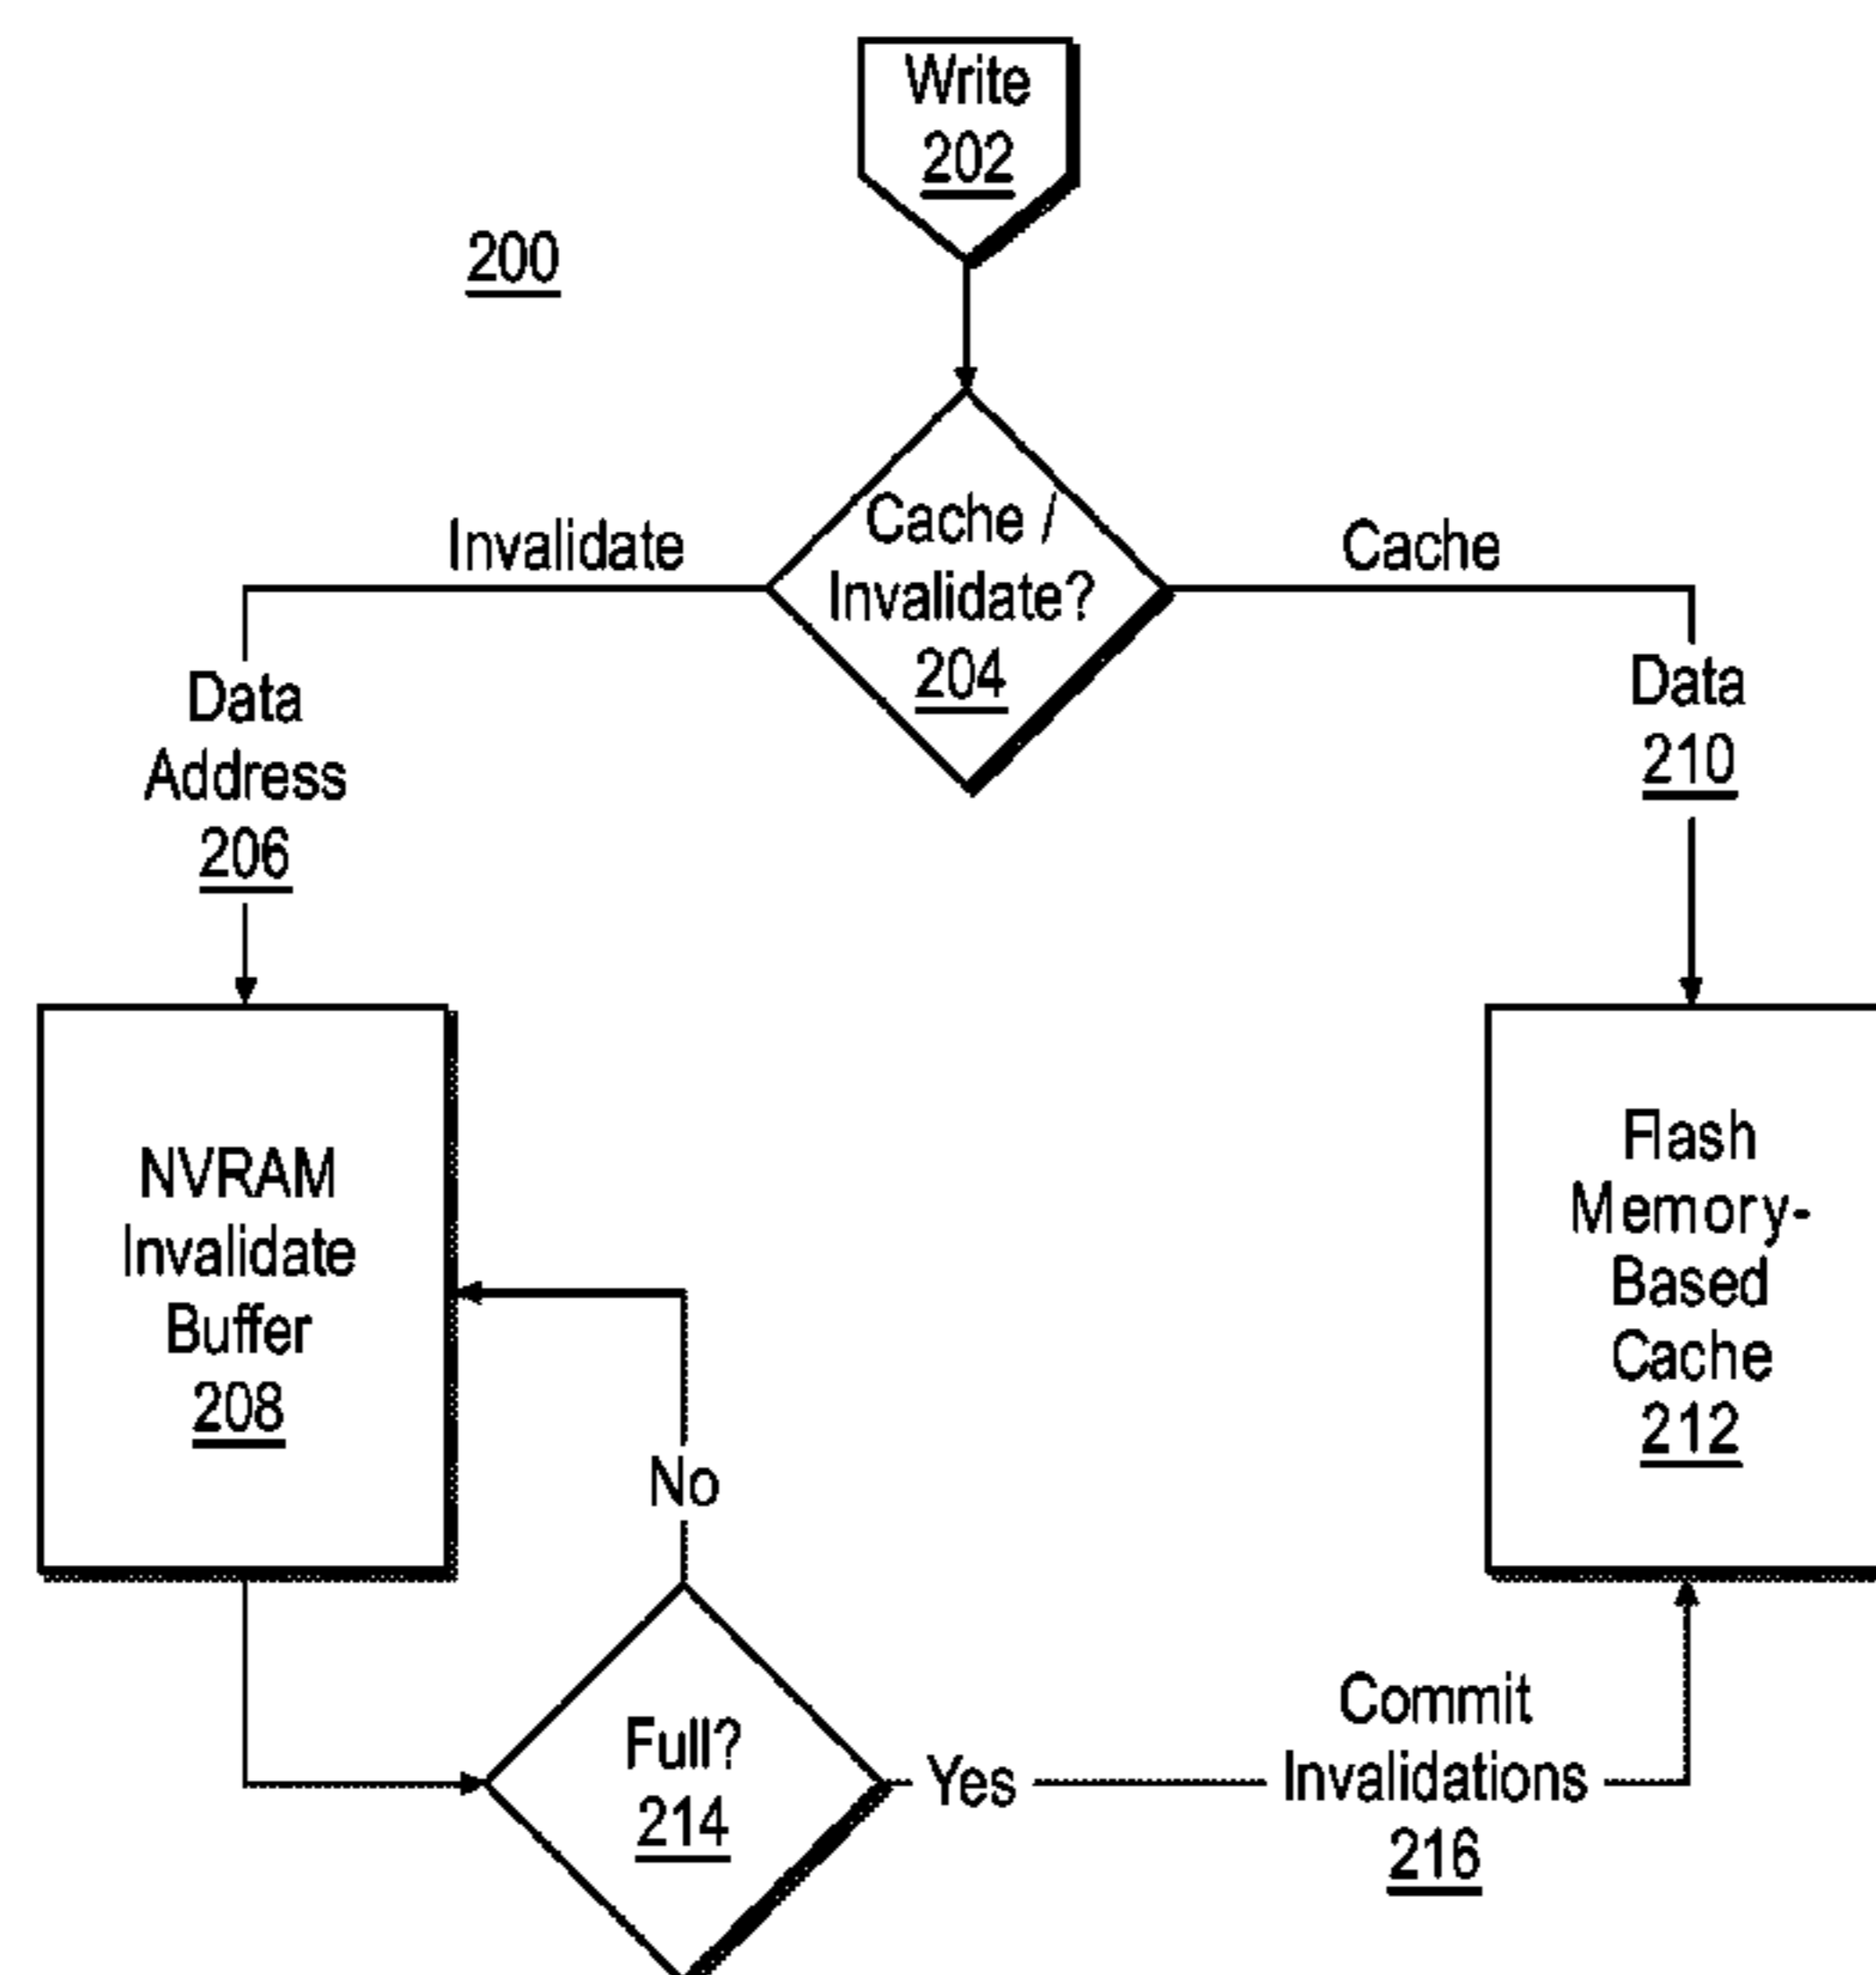 Write
202
200
Cache /
Invalidate?
204
Invalidate
Cache
Data
Address
206
Data
210
NVRAM
Invalidate
Buffer
208
Flash
Memory-
Based
Cache
212
No
Full?
214
Yes
Commit
Invalidations
216